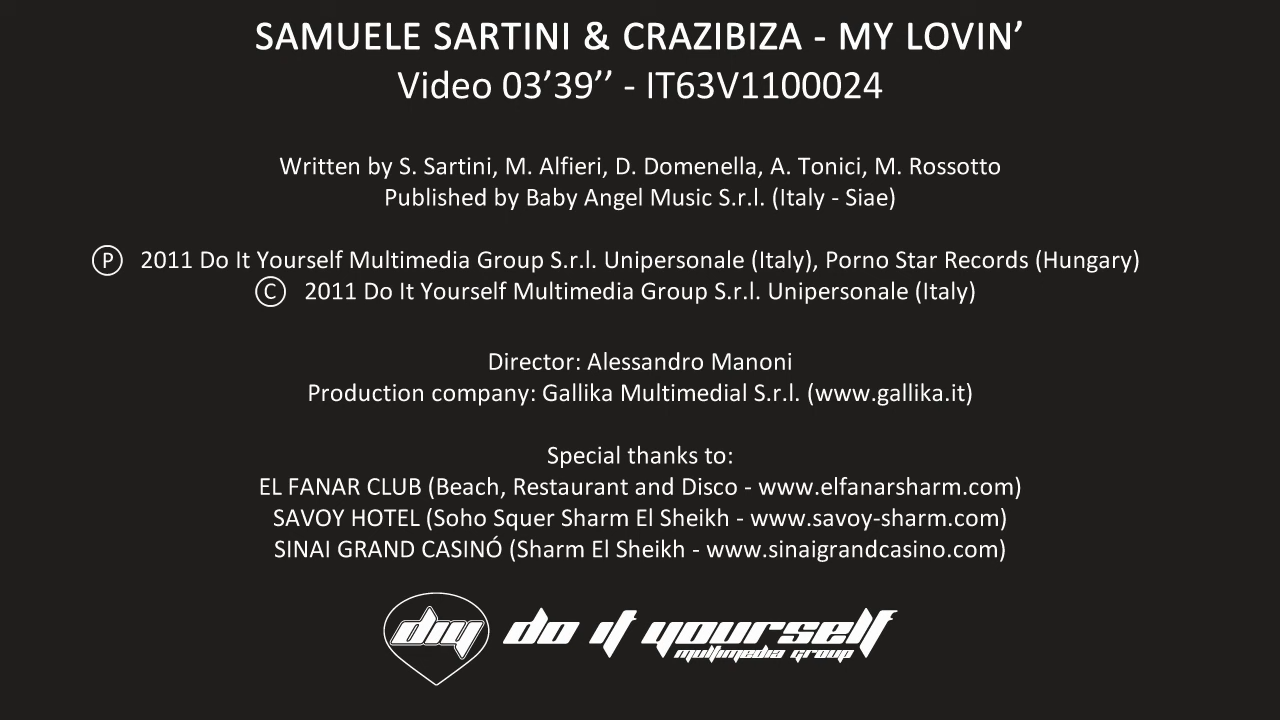 SAMUELE SARTINI & CRAZIBIZA - MY LOVIN’
Video 03’39’’ - IT63V1100024
Written by S. Sartini, M. Alfieri, D. Domenella, A. Tonici, M. Rossotto
Published by Baby Angel Music S.r.l. (Italy - Siae)
Ⓟ 2011 Do It Yourself Multimedia Group S.r.l. Unipersonale (Italy), Porno Star Records (Hungary)
Ⓒ 2011 Do It Yourself Multimedia Group S.r.l. Unipersonale (Italy)
Director: Alessandro Manoni
Production company: Gallika Multimedial S.r.l. (www.gallika.it)
Special thanks to:
EL FANAR CLUB (Beach, Restaurant and Disco - www.elfanarsharm.com)
SAVOY HOTEL (Soho Squer Sharm El Sheikh - www.savoy-sharm.com)
SINAI GRAND CASINÓ (Sharm El Sheikh - www.sinaigrandcasino.com)
diy do it yourself
multimedia group